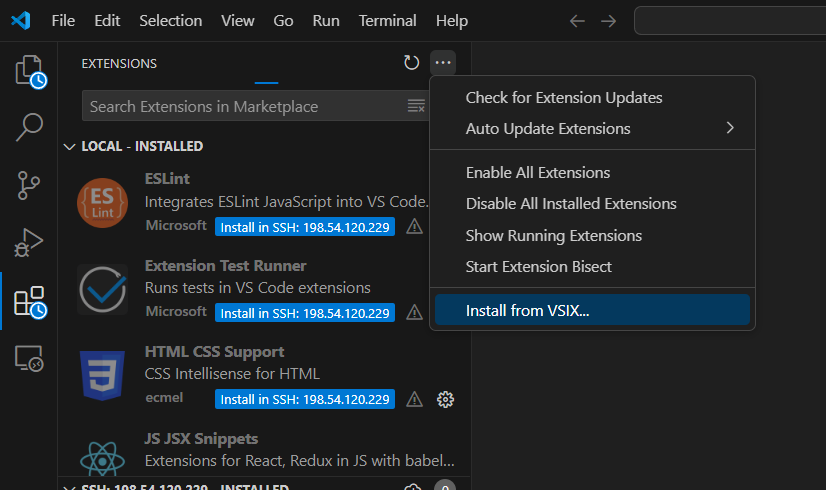 File Edit Selection View Go Run Terminal Help
EXTENSIONS
Search Extensions in Marketplace
LOCAL - INSTALLED
ES
Lint
ESLint
Integrates ESLint JavaScript into VS Code.
Microsoft Install in SSH: 198.54.120.229
Extension Test Runner
Runs tests in VS Code extensions
Microsoft Install in SSH: 198.54.120.229
HTML CSS Support
CSS Intellisense for HTML
ecmel Install in SSH: 198.54.120.229
JS JSX Snippets
Extensions for React, Redux in JS with babel...
SSH: 198.54.120.229 - INSTALLED
Check for Extension Updates
Auto Update Extensions
Enable All Extensions
Disable All Installed Extensions
Show Running Extensions
Start Extension Bisect
Install from VSIX...